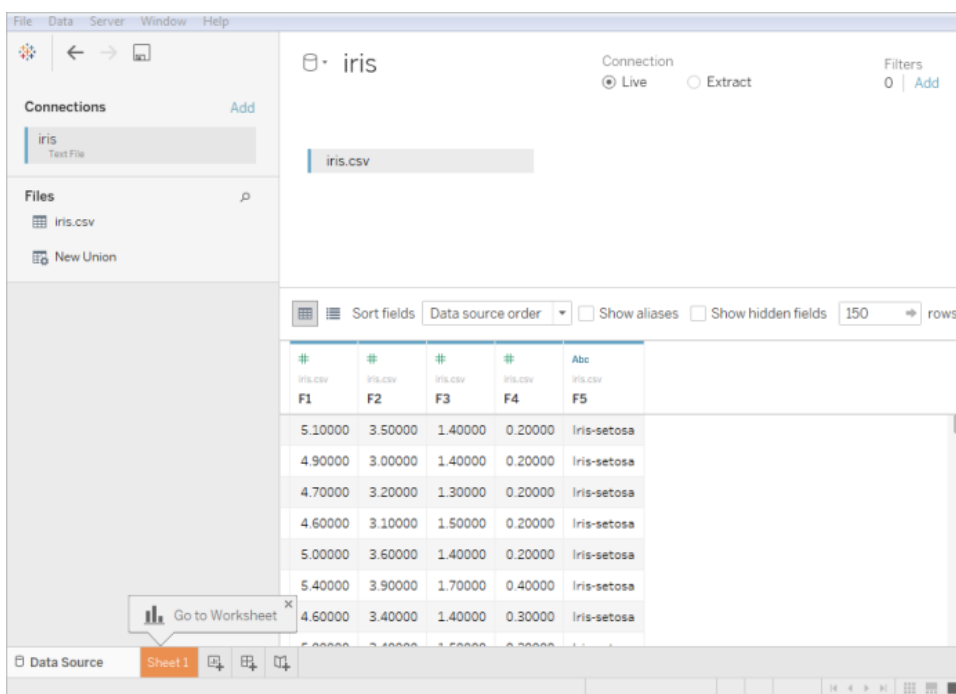 File Data Server Window Help
Connections Add
iris
Text File
Files
iris.csv
New Union
iris
Connection
Live Extract
Filters
0 Add
iris.csv
Sort fields Data source order Show aliases Show hidden fields 150 rows
# # # # Abc
iris.csv iris.csv iris.csv iris.csv iris.csv
F1 F2 F3 F4 F5
5.10000 3.50000 1.40000 0.20000 Iris-setosa
4.90000 3.00000 1.40000 0.20000 Iris-setosa
4.70000 3.20000 1.30000 0.20000 Iris-setosa
4.60000 3.10000 1.50000 0.20000 Iris-setosa
5.00000 3.60000 1.40000 0.20000 Iris-setosa
5.40000 3.90000 1.70000 0.40000 Iris-setosa
4.60000 3.40000 1.40000 0.30000 Iris-setosa
Go to Worksheet
Data Source Sheet 1